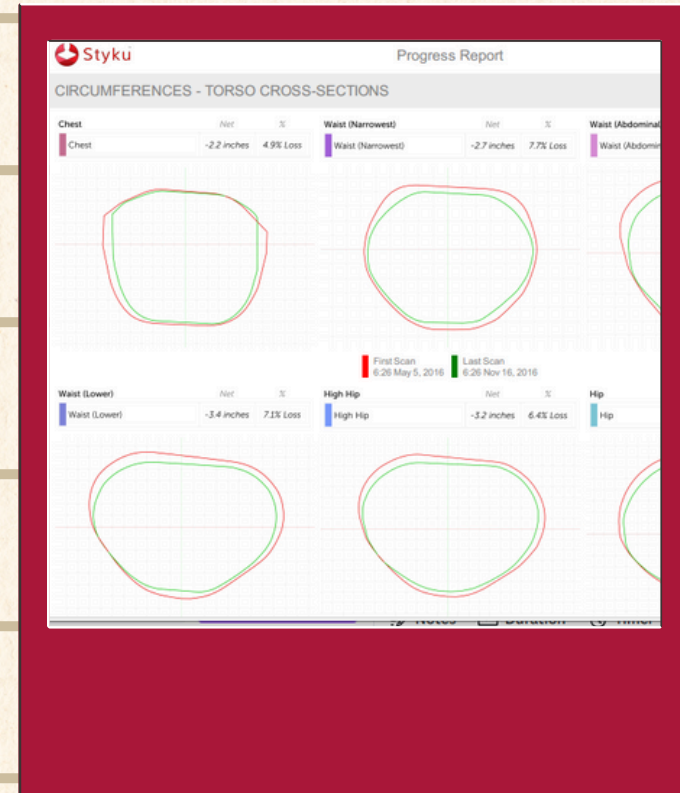 Styku
Progress Report
CIRCUMFERENCES - TORSO CROSS-SECTIONS
Chest Net %
Chest -2.2 inches 4.9% Loss
Waist (Narrowest) Net %
Waist (Narrowest) -2.7 inches 7.7% Loss
Waist (Abdominal
Waist (Abdomin
First Scan
6:26 May 5, 2016
Last Scan
6:26 Nov 16, 2016
Waist (Lower) Net %
Waist (Lower) -3.4 inches 7.1% Loss
High Hip Net %
High Hip -3.2 inches 6.4% Loss
Hip
Hip
Notes Duration Timer